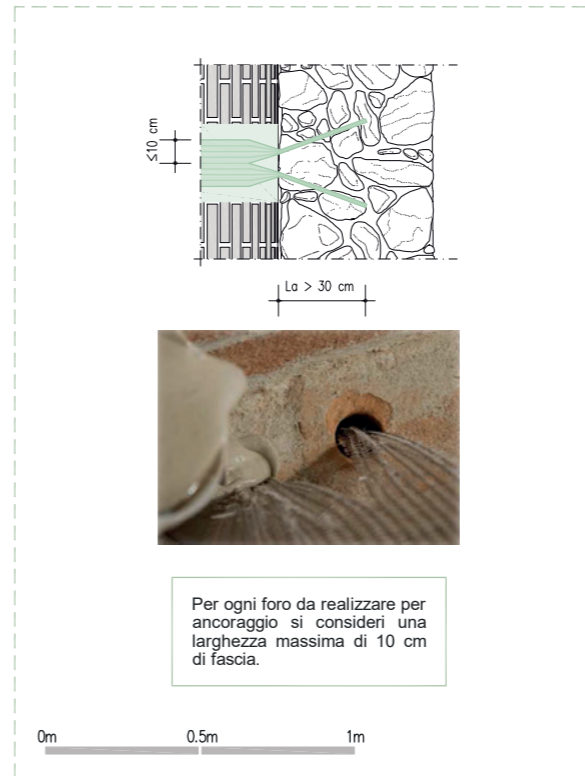 ≤10 cm
La > 30 cm
Per ogni foro da realizzare per
ancoraggio si consideri una
larghezza massima di 10 cm
di fascia.
0m 0.5m 1m